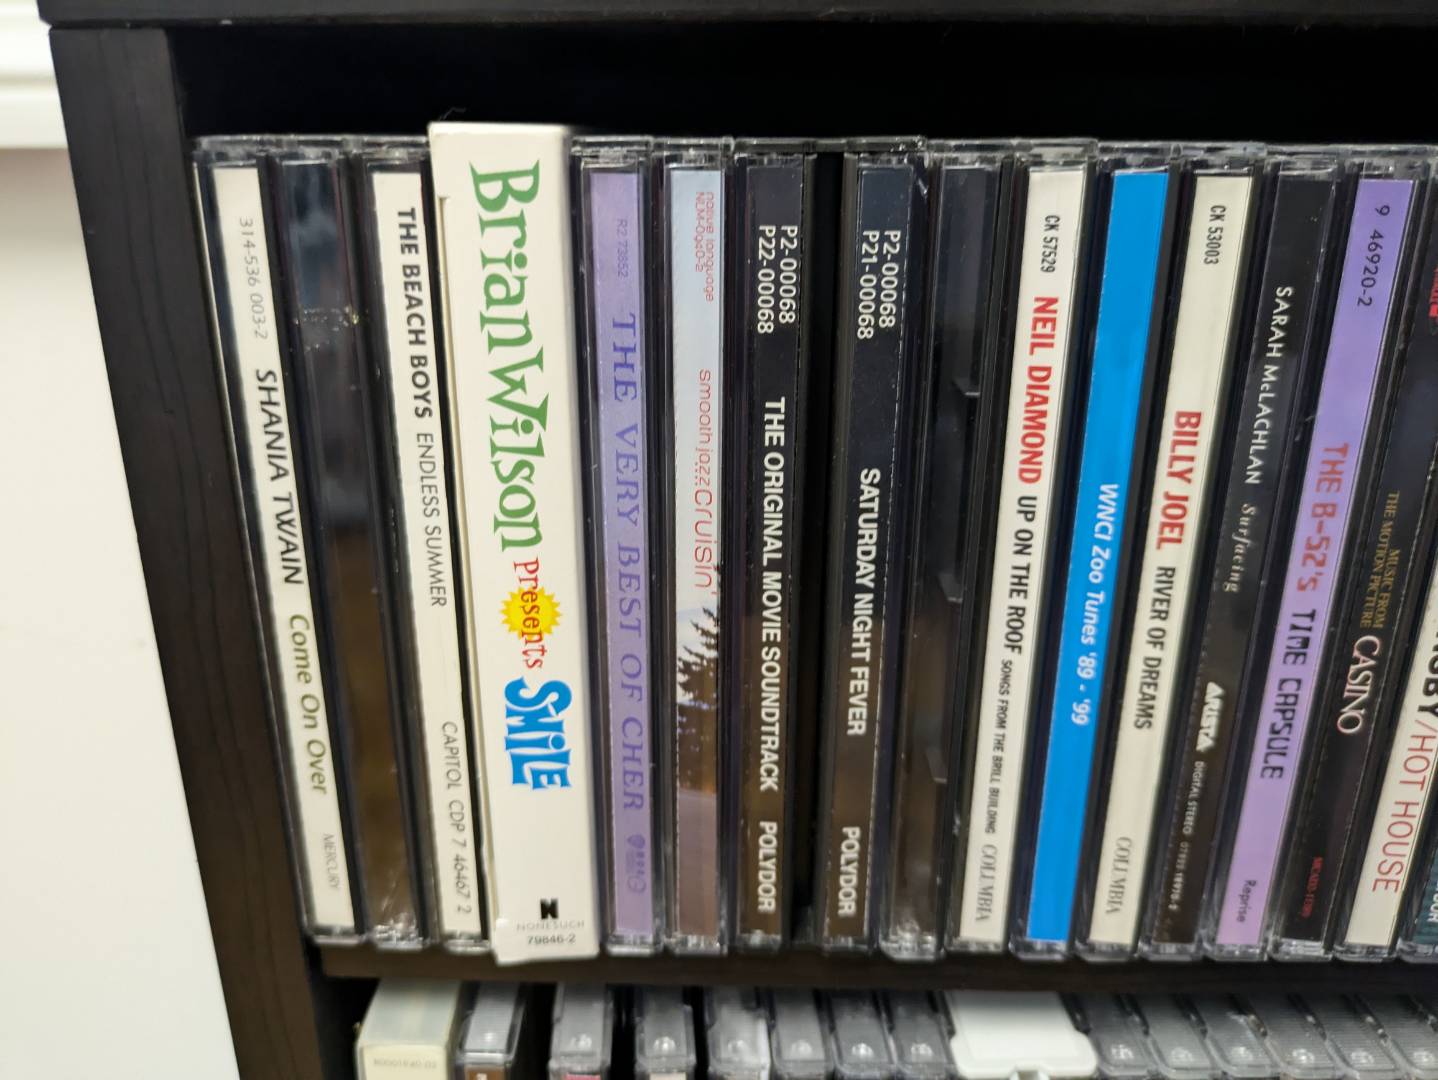 314-536 003-2 SHANIA TWAIN Come On Over MERCURY
THE BEACH BOYS ENDLESS SUMMER CAPITOL CDP 7 46467 2
Brian Wilson presents SMiLE
NONESUCH
79846-2
R2 73852 THE VERY BEST OF CHER
native language
NLM-0940-2
smooth jazz cruisin'
P2-00068
P22-00068
THE ORIGINAL MOVIE SOUNDTRACK POLYDOR
P2-00068
P21-00068
SATURDAY NIGHT FEVER POLYDOR
CK 57529 NEIL DIAMOND UP ON THE ROOF SONGS FROM THE BRILL BUILDING COLUMBIA
WNCI Zoo Tunes '89 - '99
CK 53003 BILLY JOEL RIVER OF DREAMS COLUMBIA
SARAH McLACHLAN Surfacing ARISTA DIGITAL STEREO
9 46920-2 THE B-52's TIME CAPSULE Reprise
MUSIC FROM
THE MOTION PICTURE
CASINO
/HOT HOUSE